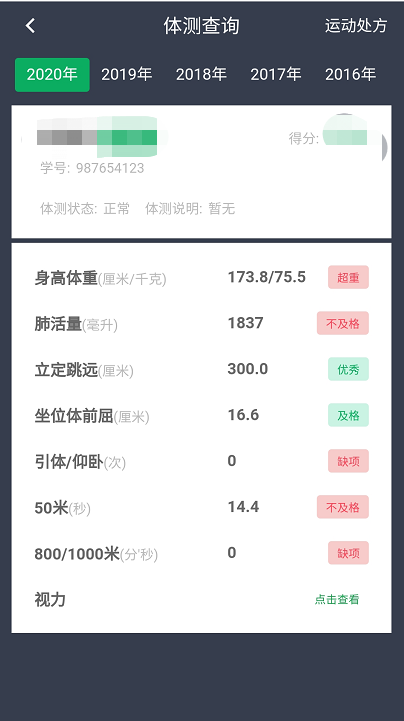 体测查询 运动处方
2020年 2019年 2018年 2017年 2016年
得分:
学号: 987654123
体测状态: 正常 体测说明: 暂无
身高体重(厘米/千克) 173.8/75.5 超重
肺活量(毫升) 1837 不及格
立定跳远(厘米) 300.0 优秀
坐位体前屈(厘米) 16.6 及格
引体/仰卧(次) 0 缺项
50米(秒) 14.4 不及格
800/1000米(分'秒) 0 缺项
视力 点击查看